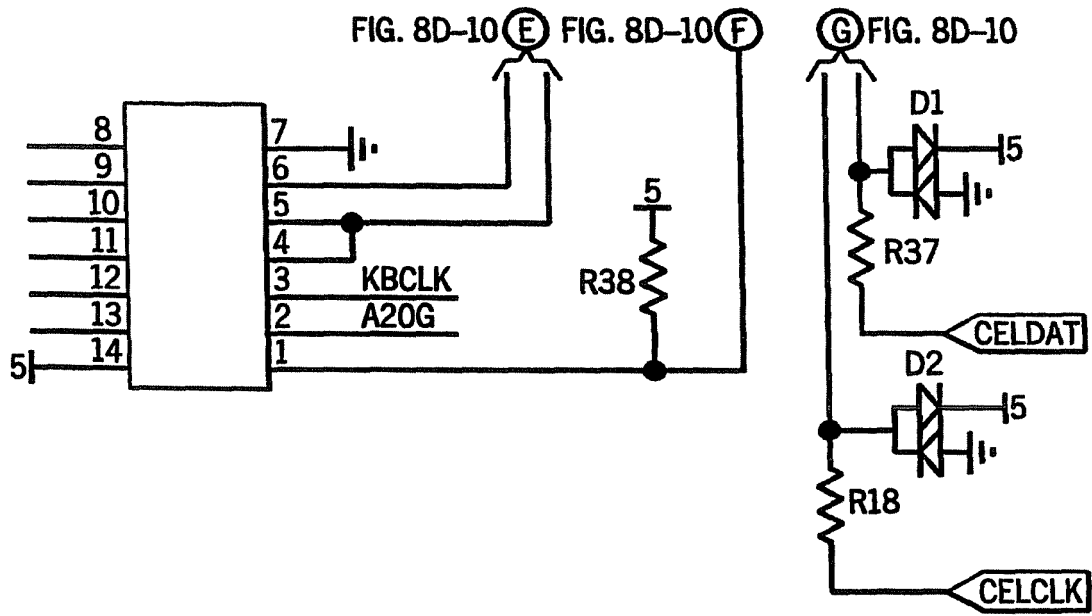 FIG. 8D–10 E FIG. 8D–10 F G FIG. 8D–10
D1
5
8 7
9 6
10 5
11 4
12 3 KBCLK
13 2 A20G
5 14 1
5
R38
R37
CELDAT
D2
5
R18
CELCLK